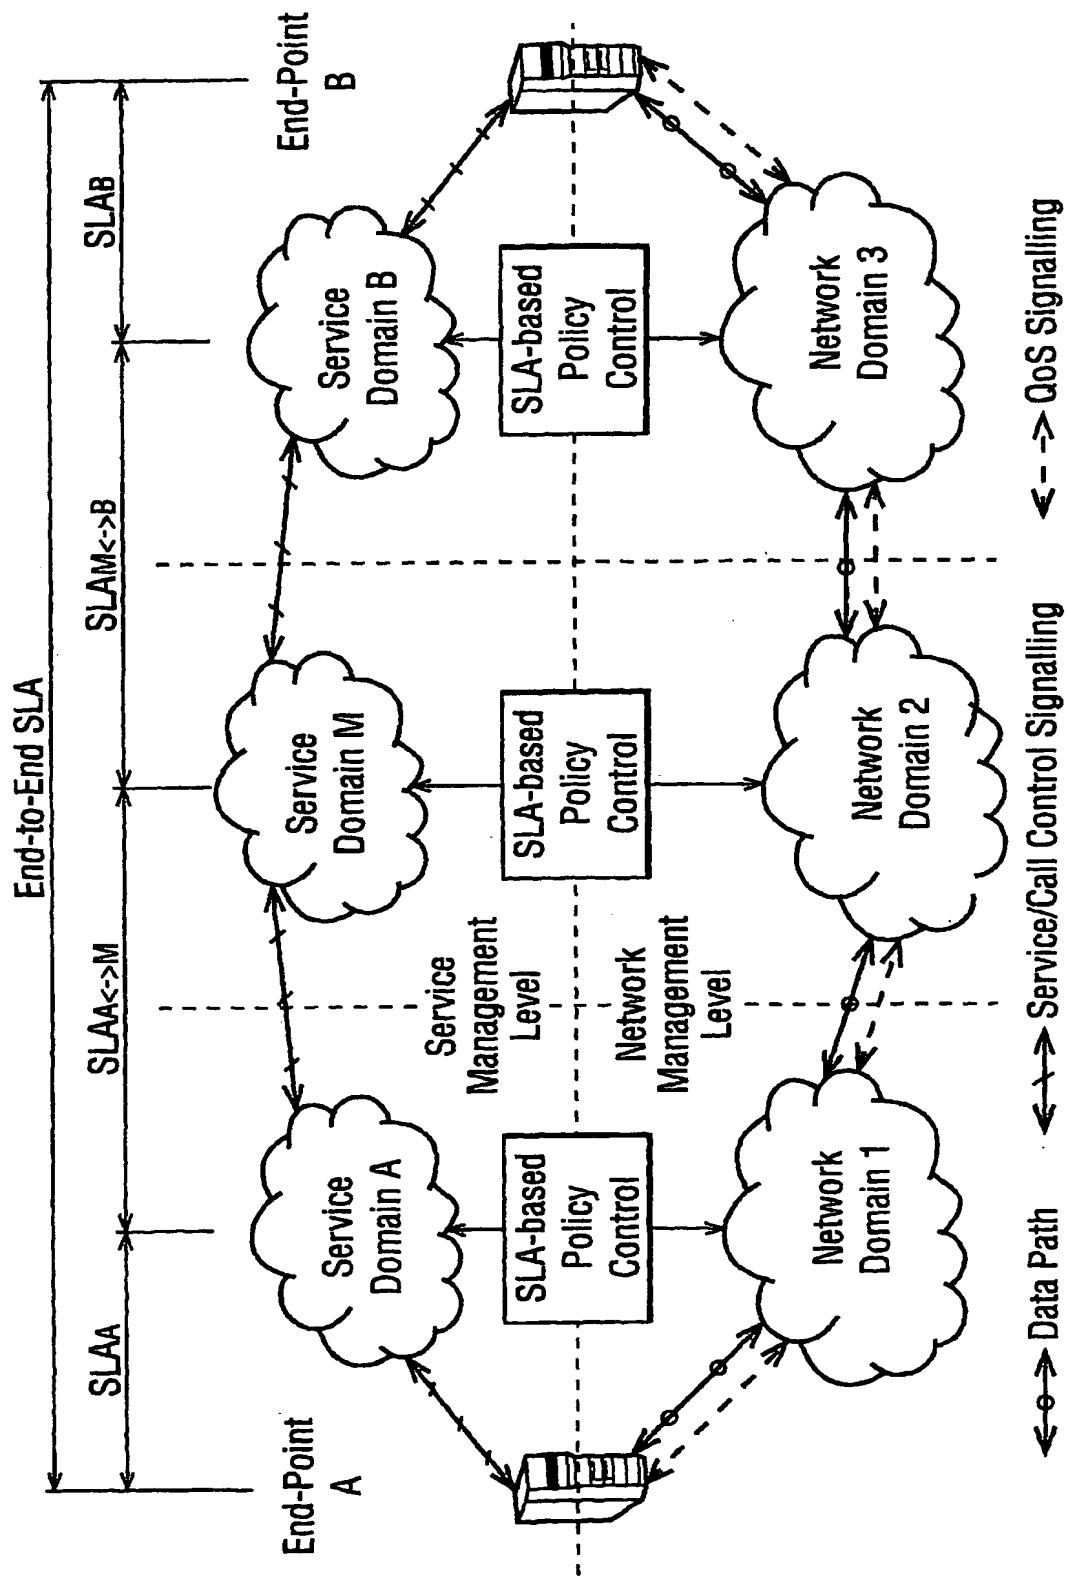 End-to-End SLA
SLAA
SLAA<->M
SLAM<->B
SLAB
End-Point
A
End-Point
B
Service
Domain A
Service
Domain M
Service
Domain B
Service
Management
Level
SLA-based
Policy
Control
SLA-based
Policy
Control
SLA-based
Policy
Control
Network
Management
Level
Network
Domain 1
Network
Domain 2
Network
Domain 3
Data Path
Service/Call Control Signalling
QoS Signalling